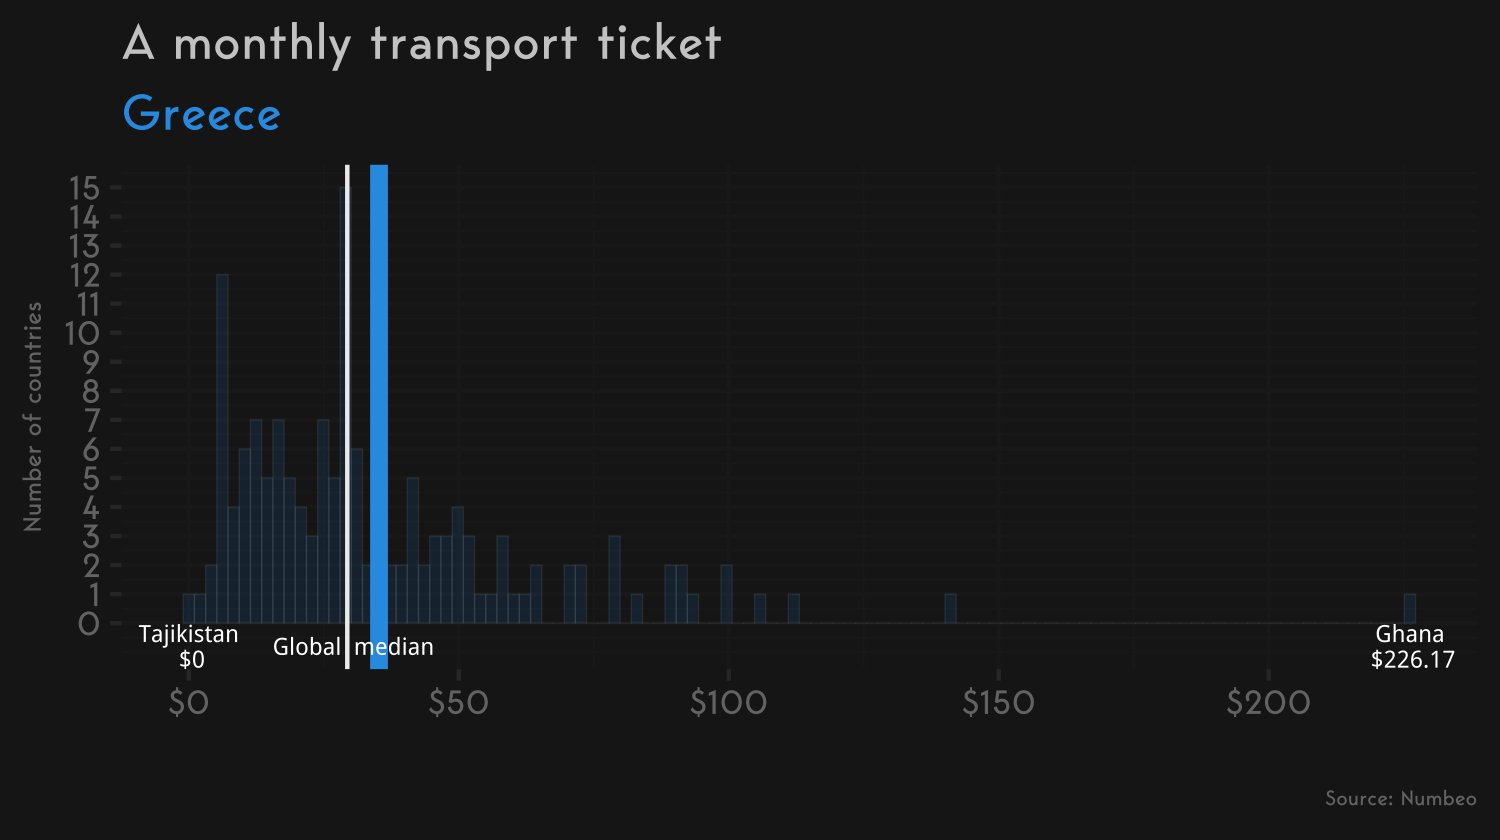 A monthly transport ticket
Greece
Number of countries
15
14
13
12
11
10
9
8
7
6
5
4
3
2
1
0
Tajikistan
$0
Global median
Ghana
$226.17
$0 $50 $100 $150 $200
Source: Numbeo